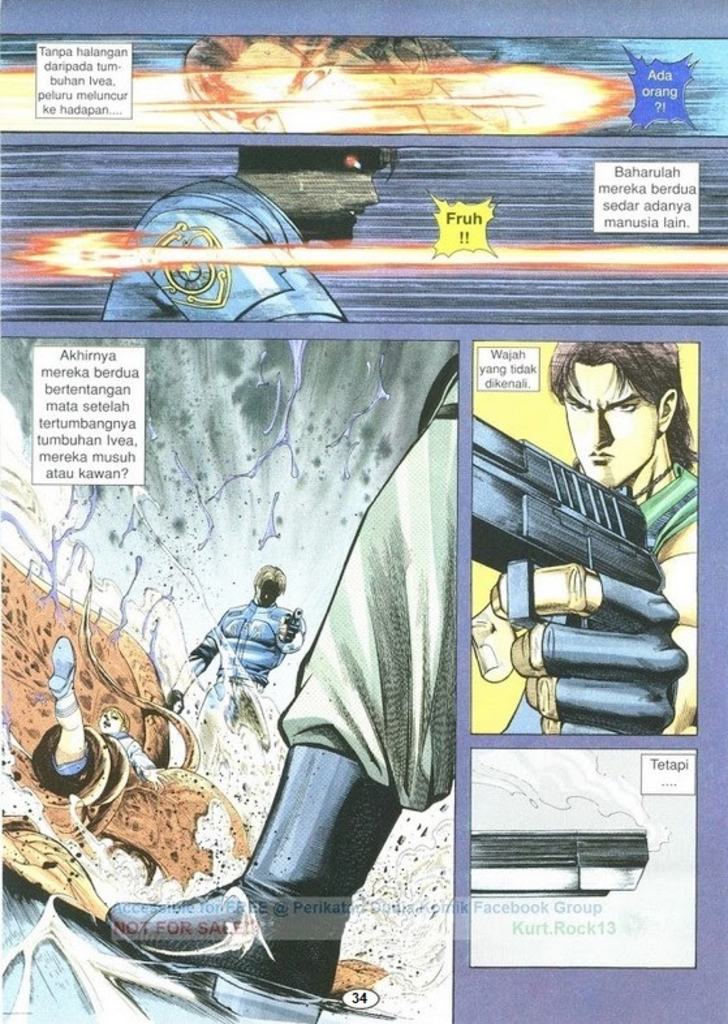 Tanpa halangan
daripada tum-
buhan Ivea,
peluru meluncur
ke hadapan....
Ada
orang
?!
Baharulah
mereka berdua
sedar adanya
manusia lain.
Fruh
!!
Akhirnya
mereka berdua
bertentangan
mata setelah
tertumbangnya
tumbuhan Ivea,
mereka musuh
atau kawan?
Wajah
yang tidak
dikenali.
Tetapi
....
Accessible for FREE @ Perikatan Dunia Komik Facebook Group
NOT FOR SALE!!
Kurt.Rock13
34